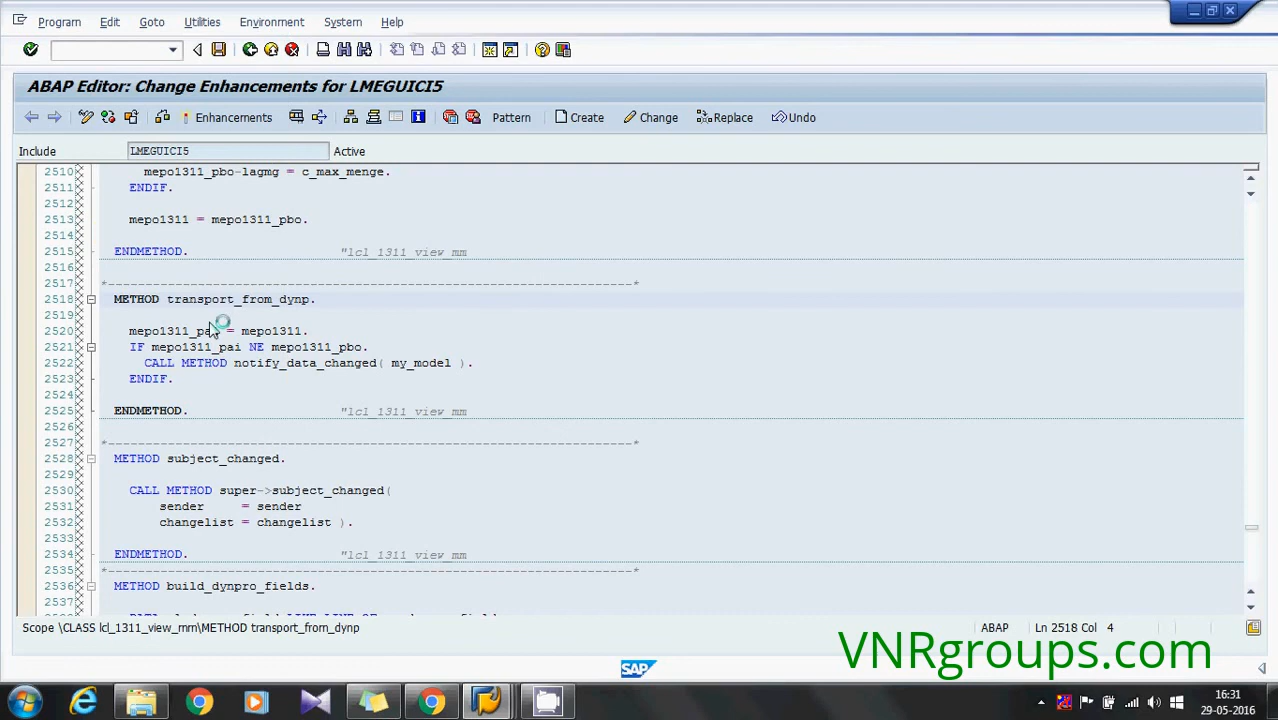 Program Edit Goto Utilities Environment System Help
ABAP Editor: Change Enhancements for LMEGUICI5
Enhancements Pattern Create Change Replace Undo
Include LMEGUICI5 Active
2510 mepo1311_pbo-lagmg = c_max_menge.
2511 ENDIF.
2512
2513 mepo1311 = mepo1311_pbo.
2514
2515 ENDMETHOD. "lcl_1311_view_mm
2516
2517 *----------------------------------------------------------------------*
2518 METHOD transport_from_dynp.
2519
2520 mepo1311_pai = mepo1311.
2521 IF mepo1311_pai NE mepo1311_pbo.
2522 CALL METHOD notify_data_changed( my_model ).
2523 ENDIF.
2524
2525 ENDMETHOD. "lcl_1311_view_mm
2526
2527 *----------------------------------------------------------------------*
2528 METHOD subject_changed.
2529
2530 CALL METHOD super->subject_changed(
2531 sender = sender
2532 changelist = changelist ).
2533
2534 ENDMETHOD. "lcl_1311_view_mm
2535 *----------------------------------------------------------------------*
2536 METHOD build_dynpro_fields.
2537
Scope \CLASS lcl_1311_view_mm\METHOD transport_from_dynp ABAP Ln 2518 Col 4
VNRgroups.com
SAP
16:31
29-05-2016